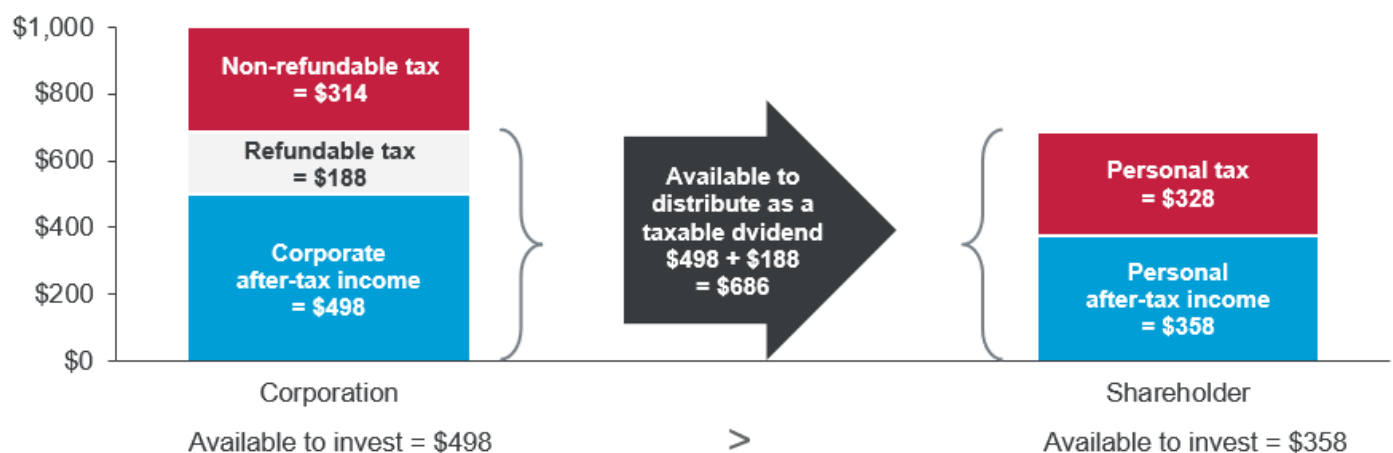 $1,000
$800
$600
$400
$200
$0
Non-refundable tax
= $314
Refundable tax
= $188
Corporate
after-tax income
= $498
Available to
distribute as a
taxable dvidend
$498 + $188
= $686
Personal tax
= $328
Personal
after-tax income
= $358
Corporation
Shareholder
Available to invest = $498
>
Available to invest = $358